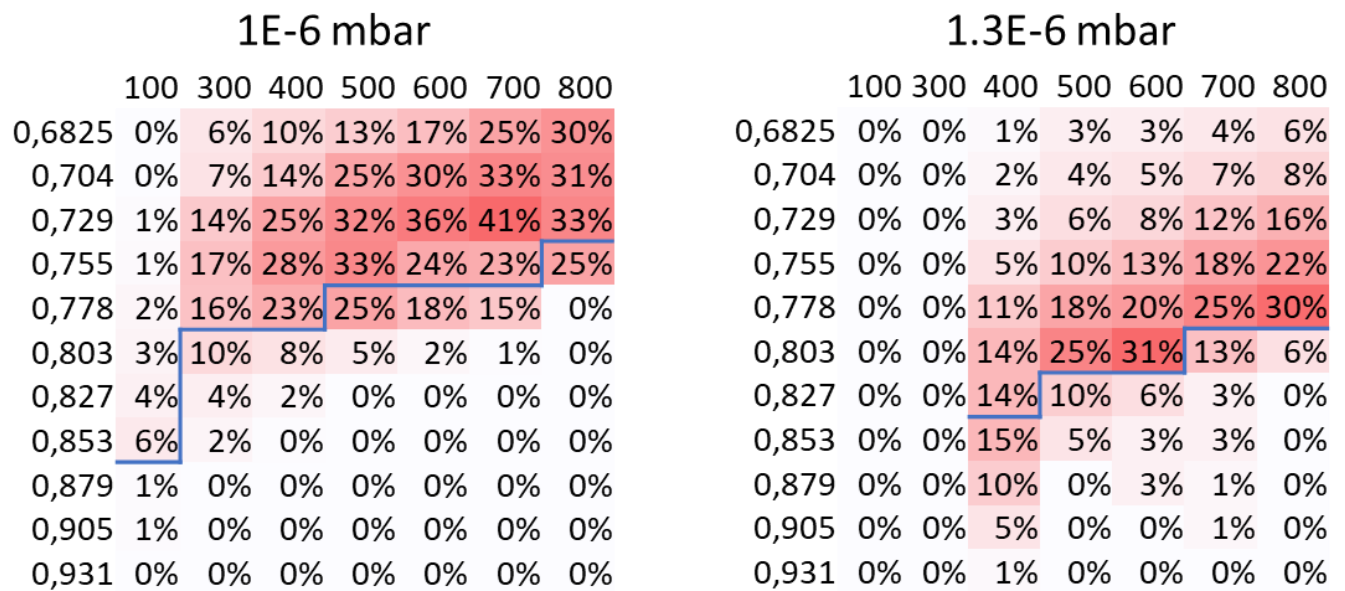 1E-6 mbar 1.3E-6 mbar
100 300 400 500 600 700 800 100 300 400 500 600 700 800
0,6825 0% 6% 10% 13% 17% 25% 30% 0,6825 0% 0% 1% 3% 3% 4% 6%
0,704 0% 7% 14% 25% 30% 33% 31% 0,704 0% 0% 2% 4% 5% 7% 8%
0,729 1% 14% 25% 32% 36% 41% 33% 0,729 0% 0% 3% 6% 8% 12% 16%
0,755 1% 17% 28% 33% 24% 23% 25% 0,755 0% 0% 5% 10% 13% 18% 22%
0,778 2% 16% 23% 25% 18% 15% 0% 0,778 0% 0% 11% 18% 20% 25% 30%
0,803 3% 10% 8% 5% 2% 1% 0% 0,803 0% 0% 14% 25% 31% 13% 6%
0,827 4% 4% 2% 0% 0% 0% 0% 0,827 0% 0% 14% 10% 6% 3% 0%
0,853 6% 2% 0% 0% 0% 0% 0% 0,853 0% 0% 15% 5% 3% 3% 0%
0,879 1% 0% 0% 0% 0% 0% 0% 0,879 0% 0% 10% 0% 3% 1% 0%
0,905 1% 0% 0% 0% 0% 0% 0% 0,905 0% 0% 5% 0% 0% 1% 0%
0,931 0% 0% 0% 0% 0% 0% 0% 0,931 0% 0% 1% 0% 0% 0% 0%